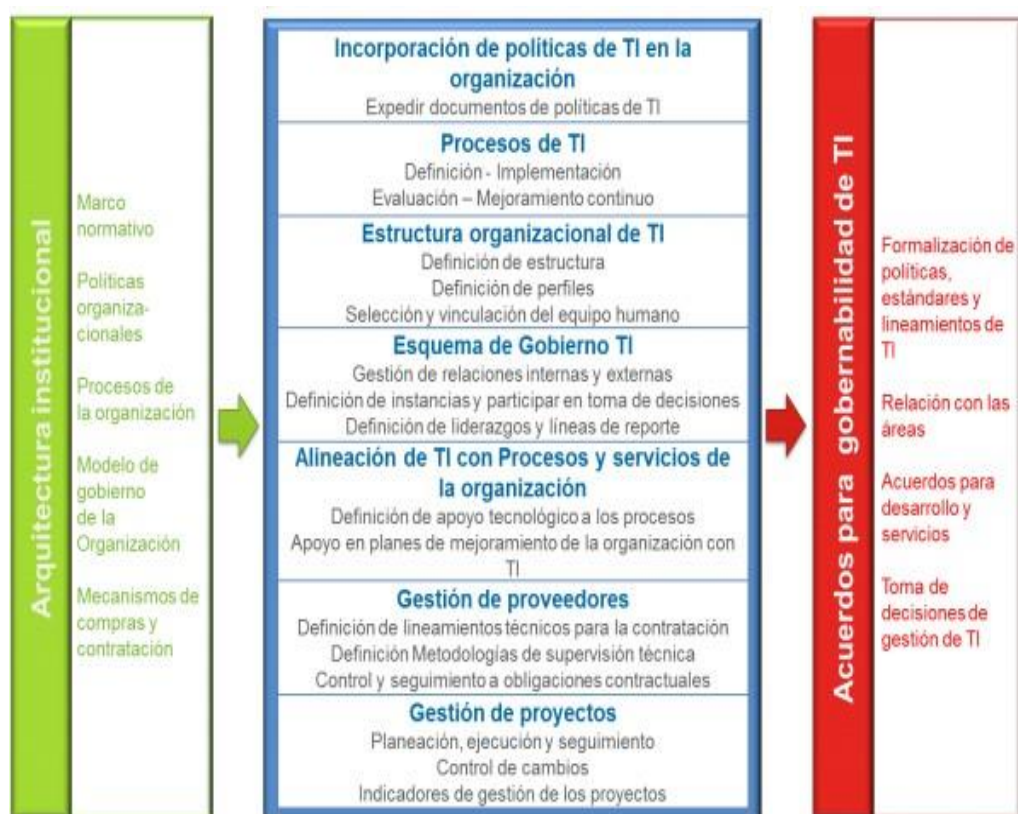 Arquitectura institucional
Marco
normativo
Políticas
organiza-
cionales
Procesos de
la organización
Modelo de
gobierno
de la
Organización
Mecanismos de
compras y
contratación
Incorporación de políticas de TI en la
organización
Expedir documentos de políticas de TI
Procesos de TI
Definición - Implementación
Evaluación – Mejoramiento continuo
Estructura organizacional de TI
Definición de estructura
Definición de perfiles
Selección y vinculación del equipo humano
Esquema de Gobierno TI
Gestión de relaciones internas y externas
Definición de instancias y participar en toma de decisiones
Definición de liderazgos y líneas de reporte
Alineación de TI con Procesos y servicios de
la organización
Definición de apoyo tecnológico a los procesos
Apoyo en planes de mejoramiento de la organización con
TI
Gestión de proveedores
Definición de lineamientos técnicos para la contratación
Definición Metodologías de supervisión técnica
Control y seguimiento a obligaciones contractuales
Gestión de proyectos
Planeación, ejecución y seguimiento
Control de cambios
Indicadores de gestión de los proyectos
Acuerdos para gobernabilidad de TI
Formalización de
políticas,
estándares y
lineamientos de
TI
Relación con las
áreas
Acuerdos para
desarrollo y
servicios
Toma de
decisiones de
gestión de TI